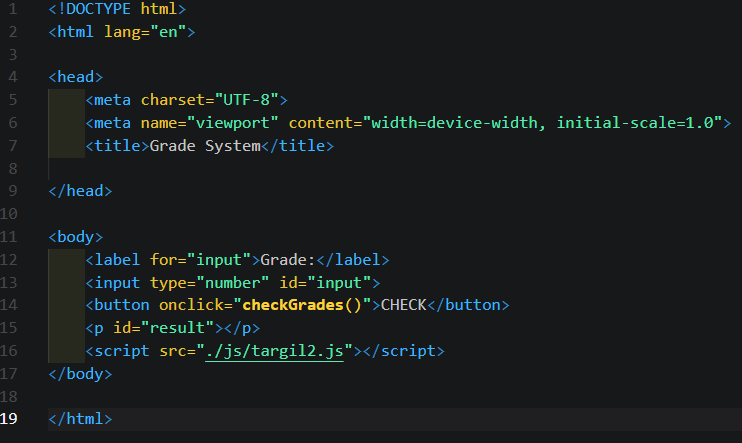 1 <!DOCTYPE html>
2 <html lang="en">
3
4 <head>
5     <meta charset="UTF-8">
6     <meta name="viewport" content="width=device-width, initial-scale=1.0">
7     <title>Grade System</title>
8
9 </head>
10
11 <body>
12     <label for="input">Grade:</label>
13     <input type="number" id="input">
14     <button onclick="checkGrades()">CHECK</button>
15     <p id="result"></p>
16     <script src="./js/targil2.js"></script>
17 </body>
18
19 </html>